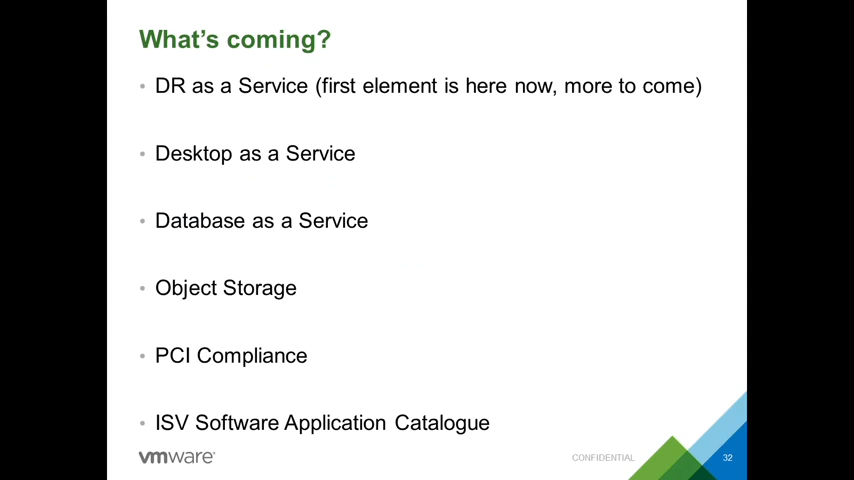 What's coming?
• DR as a Service (first element is here now, more to come)
• Desktop as a Service
• Database as a Service
• Object Storage
• PCI Compliance
• ISV Software Application Catalogue
vmware
CONFIDENTIAL
32